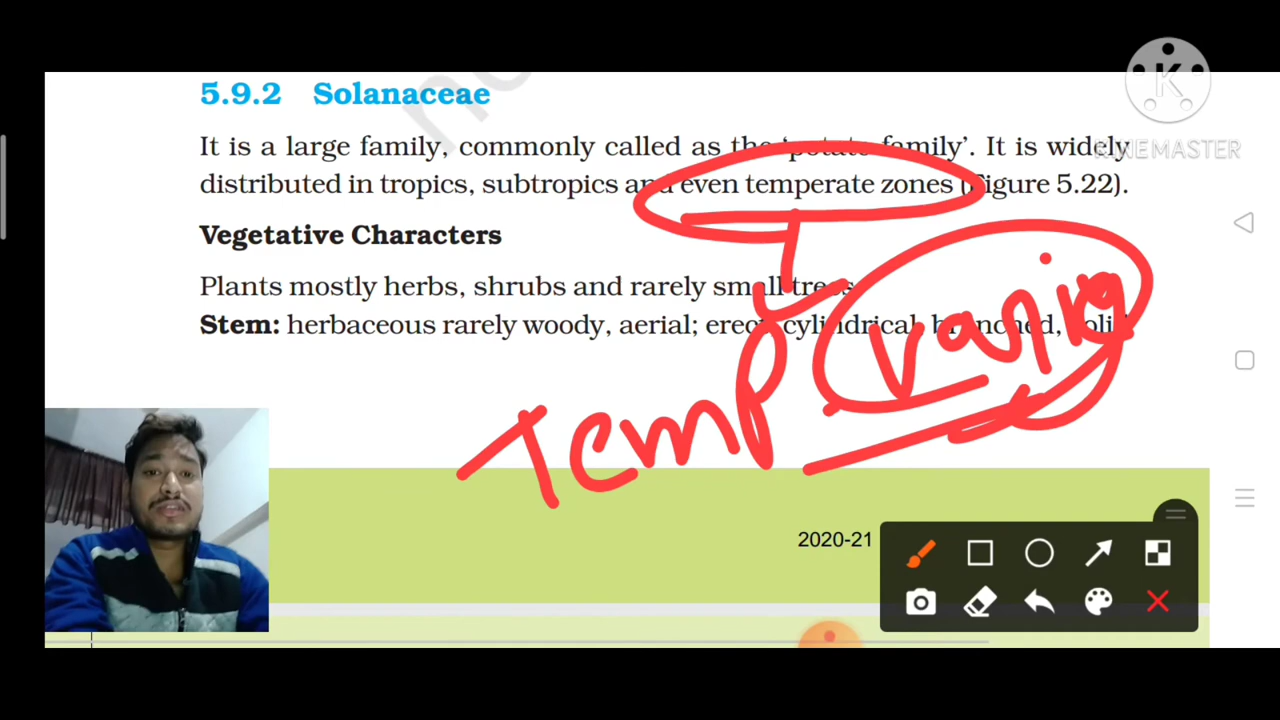 5.9.2 Solanaceae
It is a large family, commonly called as the 'potato family'. It is widely
distributed in tropics, subtropics and even temperate zones (Figure 5.22).
Vegetative Characters
Plants mostly herbs, shrubs and rarely small trees
Stem: herbaceous rarely woody, aerial; erect, cylindrical, branched, solid
Temp
2020-21
K
KINEMASTER